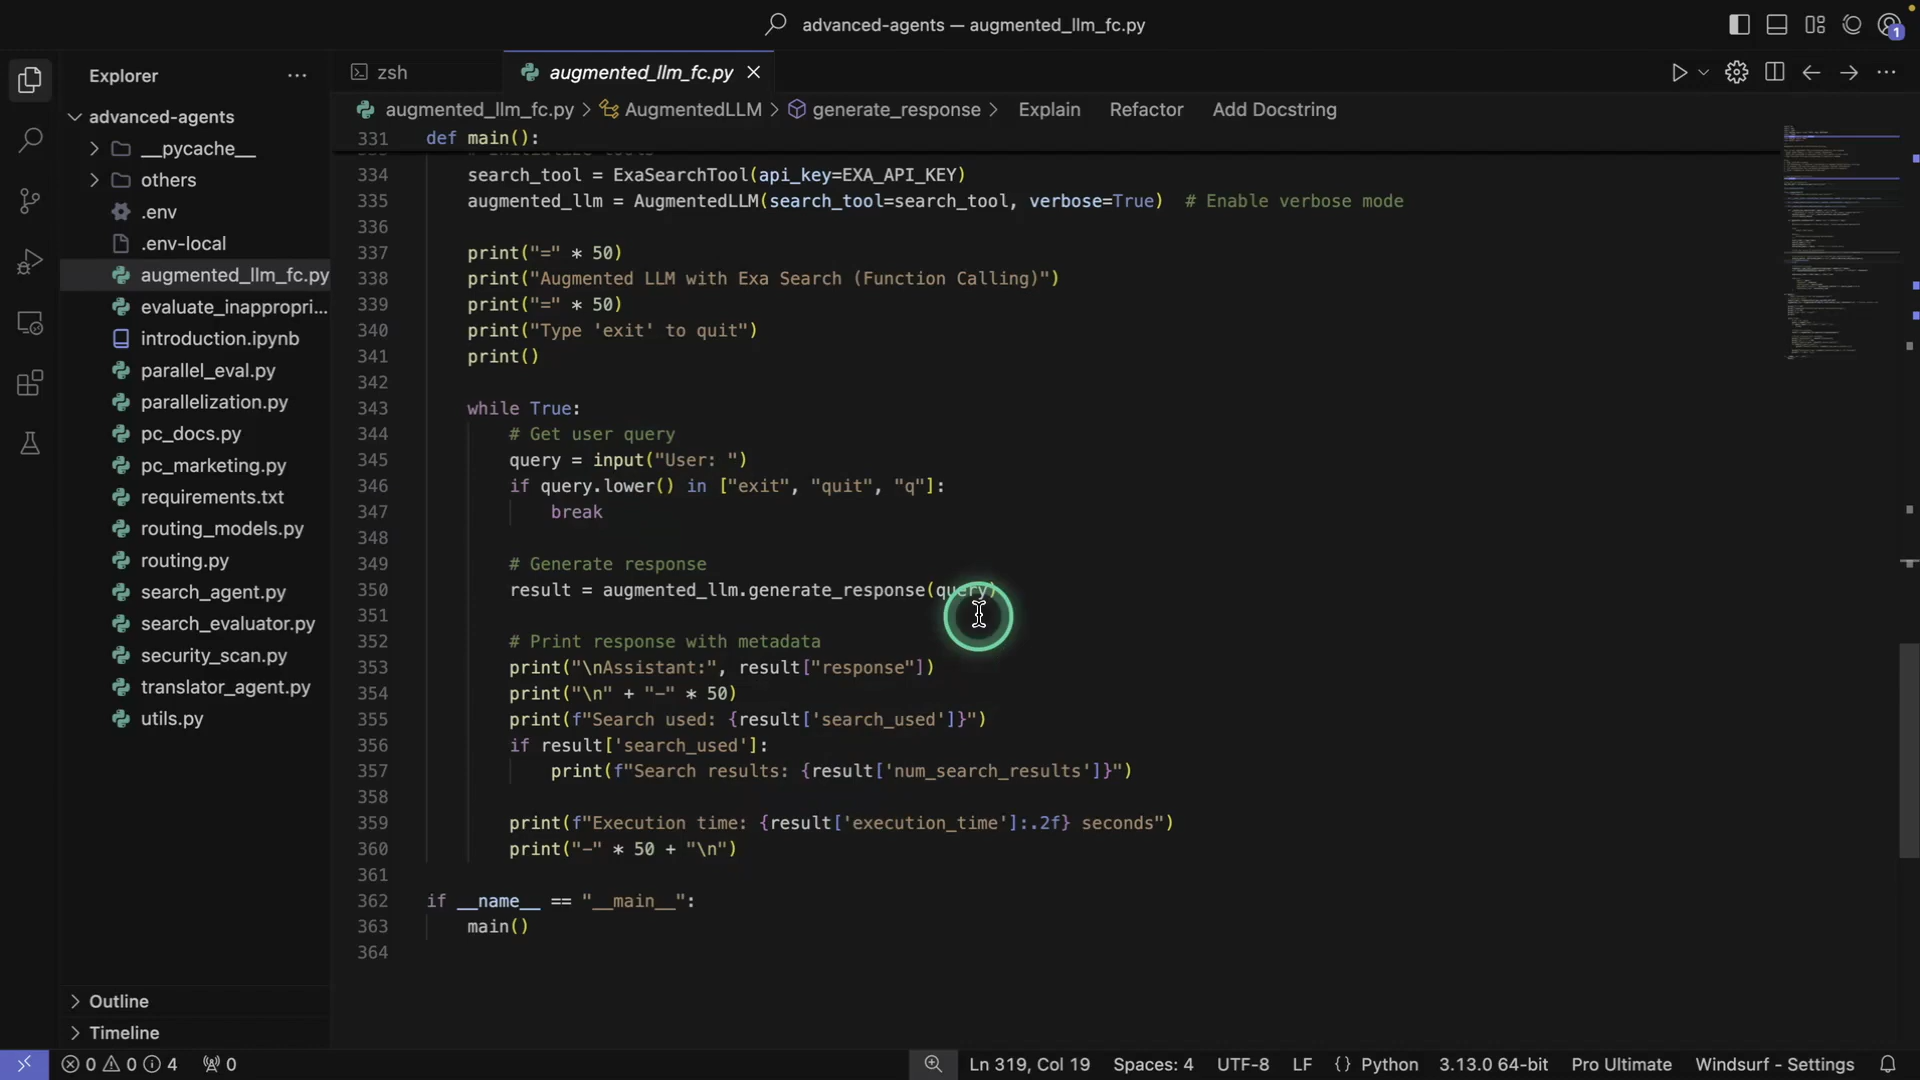 advanced-agents — augmented_llm_fc.py
1
Explorer
zsh
augmented_llm_fc.py
augmented_llm_fc.py > AugmentedLLM > generate_response > Explain Refactor Add Docstring
advanced-agents
__pycache__
others
.env
.env-local
augmented_llm_fc.py
evaluate_inappropri...
introduction.ipynb
parallel_eval.py
parallelization.py
pc_docs.py
pc_marketing.py
requirements.txt
routing_models.py
routing.py
search_agent.py
search_evaluator.py
security_scan.py
translator_agent.py
utils.py
Outline
Timeline
331 def main():
334 search_tool = ExaSearchTool(api_key=EXA_API_KEY)
335 augmented_llm = AugmentedLLM(search_tool=search_tool, verbose=True)  # Enable verbose mode
336
337 print("=" * 50)
338 print("Augmented LLM with Exa Search (Function Calling)")
339 print("=" * 50)
340 print("Type 'exit' to quit")
341 print()
342
343 while True:
344 # Get user query
345 query = input("User: ")
346 if query.lower() in ["exit", "quit", "q"]:
347 break
348
349 # Generate response
350 result = augmented_llm.generate_response(query)
351
352 # Print response with metadata
353 print("\nAssistant:", result["response"])
354 print("\n" + "-" * 50)
355 print(f"Search used: {result['search_used']}")
356 if result['search_used']:
357 print(f"Search results: {result['num_search_results']}")
358
359 print(f"Execution time: {result['execution_time']:.2f} seconds")
360 print("-" * 50 + "\n")
361
362 if __name__ == "__main__":
363 main()
364
0 0 4 0 Ln 319, Col 19 Spaces: 4 UTF-8 LF {} Python 3.13.0 64-bit Pro Ultimate Windsurf - Settings